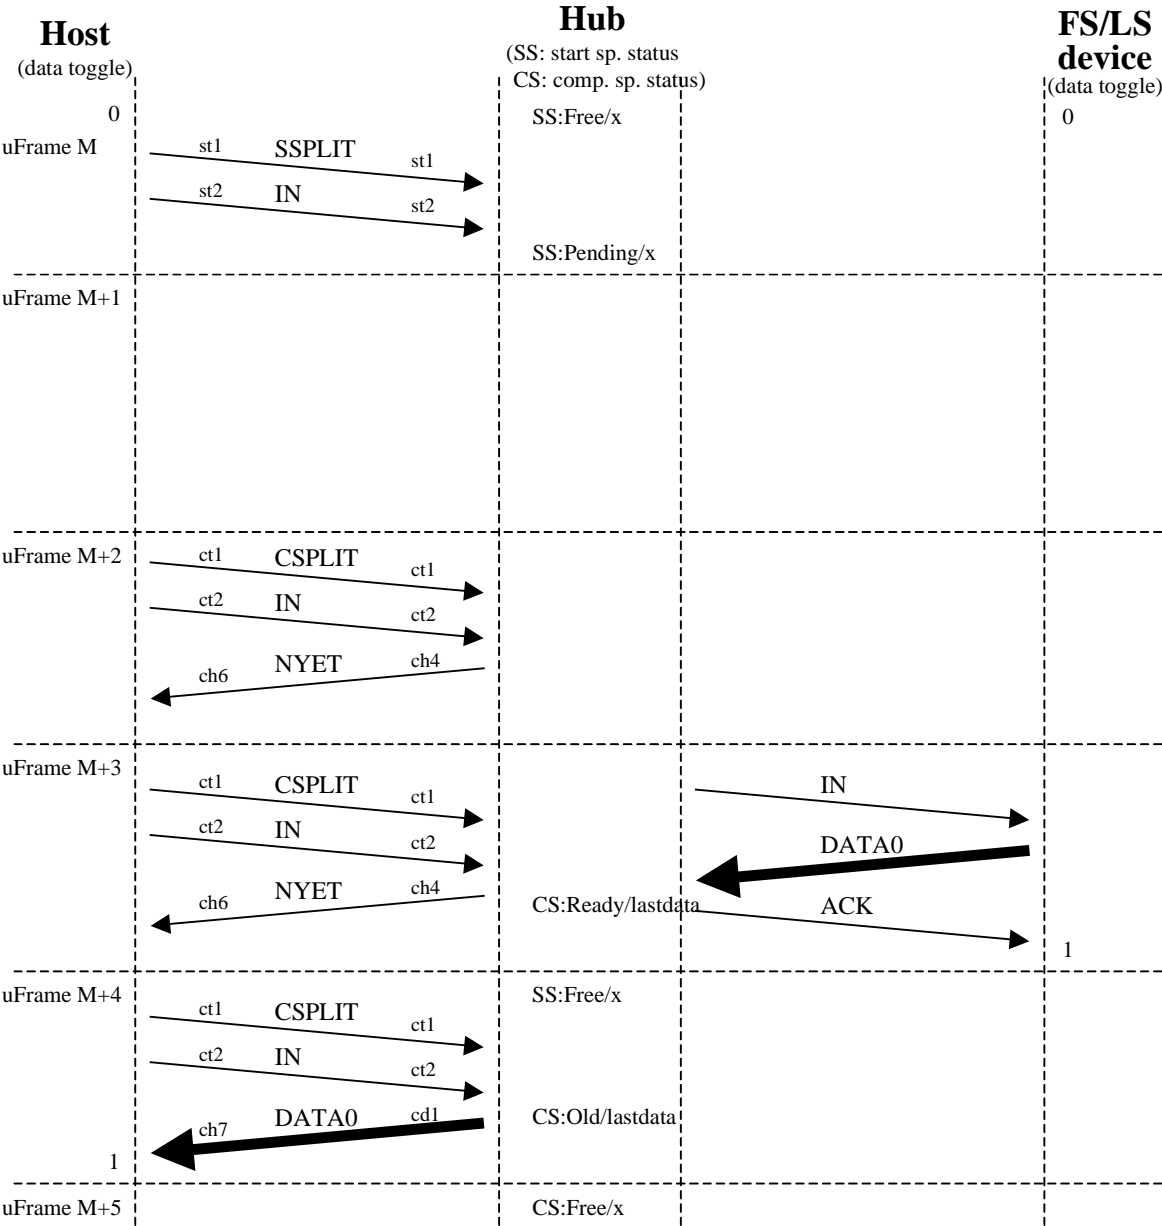 Host
(data toggle)
Hub
(SS: start sp. status
CS: comp. sp. status)
FS/LS
device
(data toggle)
0
SS:Free/x
0
uFrame M
st1
SSPLIT
st1
st2
IN
st2
SS:Pending/x
uFrame M+1
uFrame M+2
ct1
CSPLIT
ct1
ct2
IN
ct2
ch6
NYET
ch4
uFrame M+3
ct1
CSPLIT
ct1
IN
ct2
IN
ct2
DATA0
ch6
NYET
ch4
CS:Ready/lastdata
ACK
1
uFrame M+4
ct1
CSPLIT
ct1
SS:Free/x
ct2
IN
ct2
ch7
DATA0
cd1
CS:Old/lastdata
1
uFrame M+5
CS:Free/x